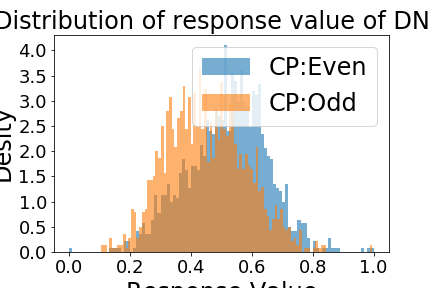 Distribution of response value of DN
CP:Even
CP:Odd
Desity
4.0
3.5
3.0
2.5
2.0
1.5
1.0
0.5
0.0
0.0 0.2 0.4 0.6 0.8 1.0
Response Value